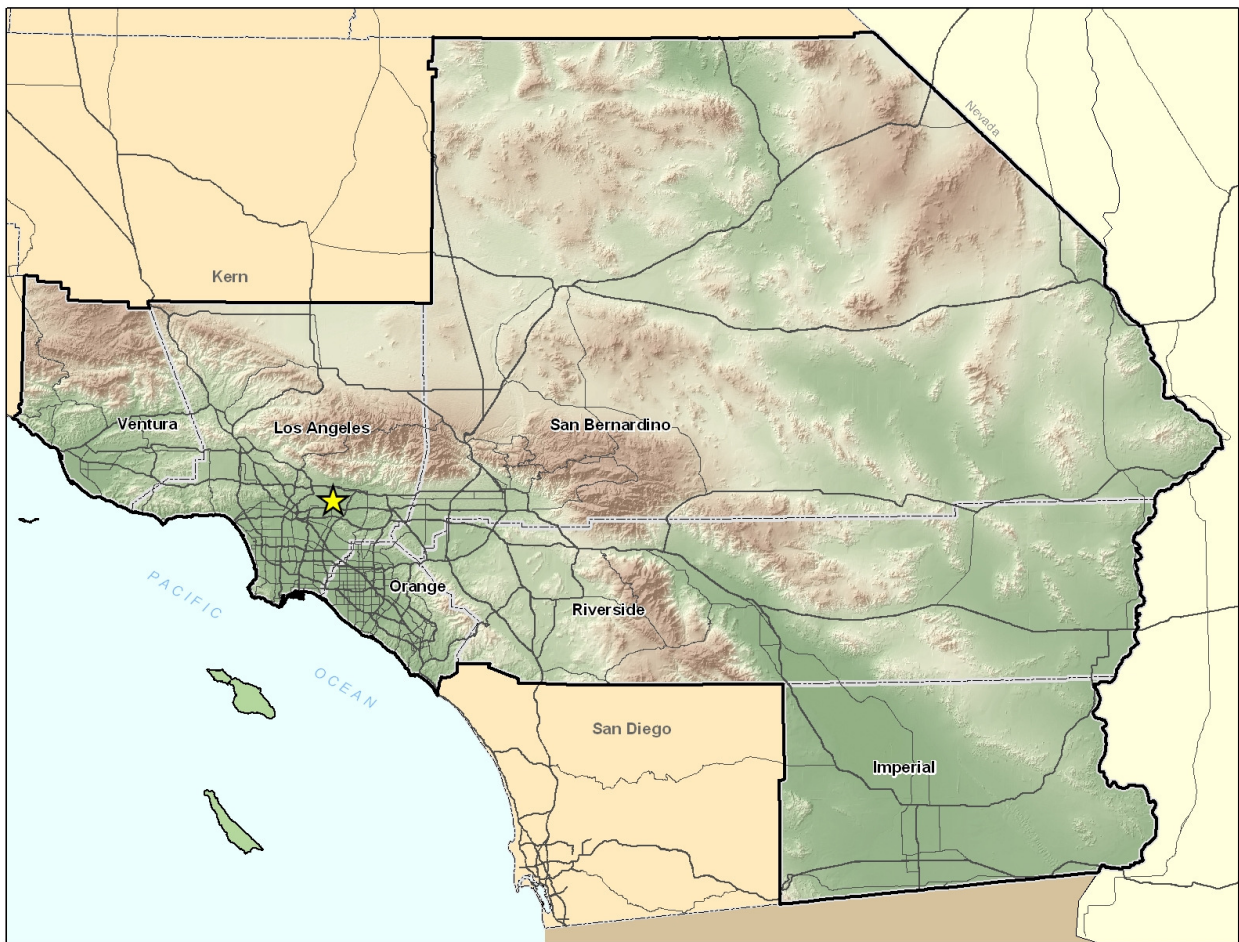 Nevada
Kern
Ventura
Los Angeles
San Bernardino
Orange
Riverside
PACIFIC
OCEAN
San Diego
Imperial